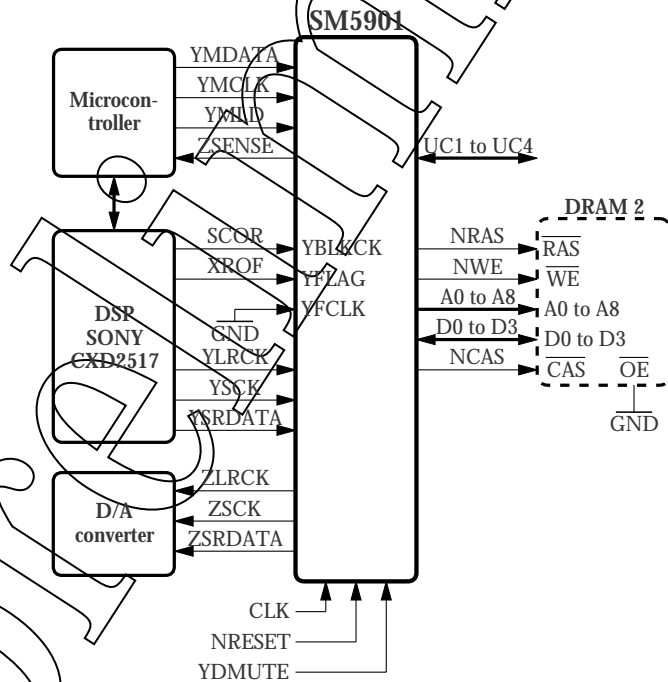 SM5901
Microcon-
troller
YMDATA
YMCLK
YMLD
ZSENSE
UC1 to UC4
DSP
SONY
CXD2517
SCOR
XROF
GND
YLRCK
YSCK
YSRDATA
YBLKCK
YFLAG
YFCLK
NRAS
NWE
A0 to A8
D0 to D3
NCAS
DRAM 2
RAS
WE
A0 to A8
D0 to D3
CAS OE
GND
D/A
converter
ZLRCK
ZSCK
ZSRDATA
CLK
NRESET
YDMUTE